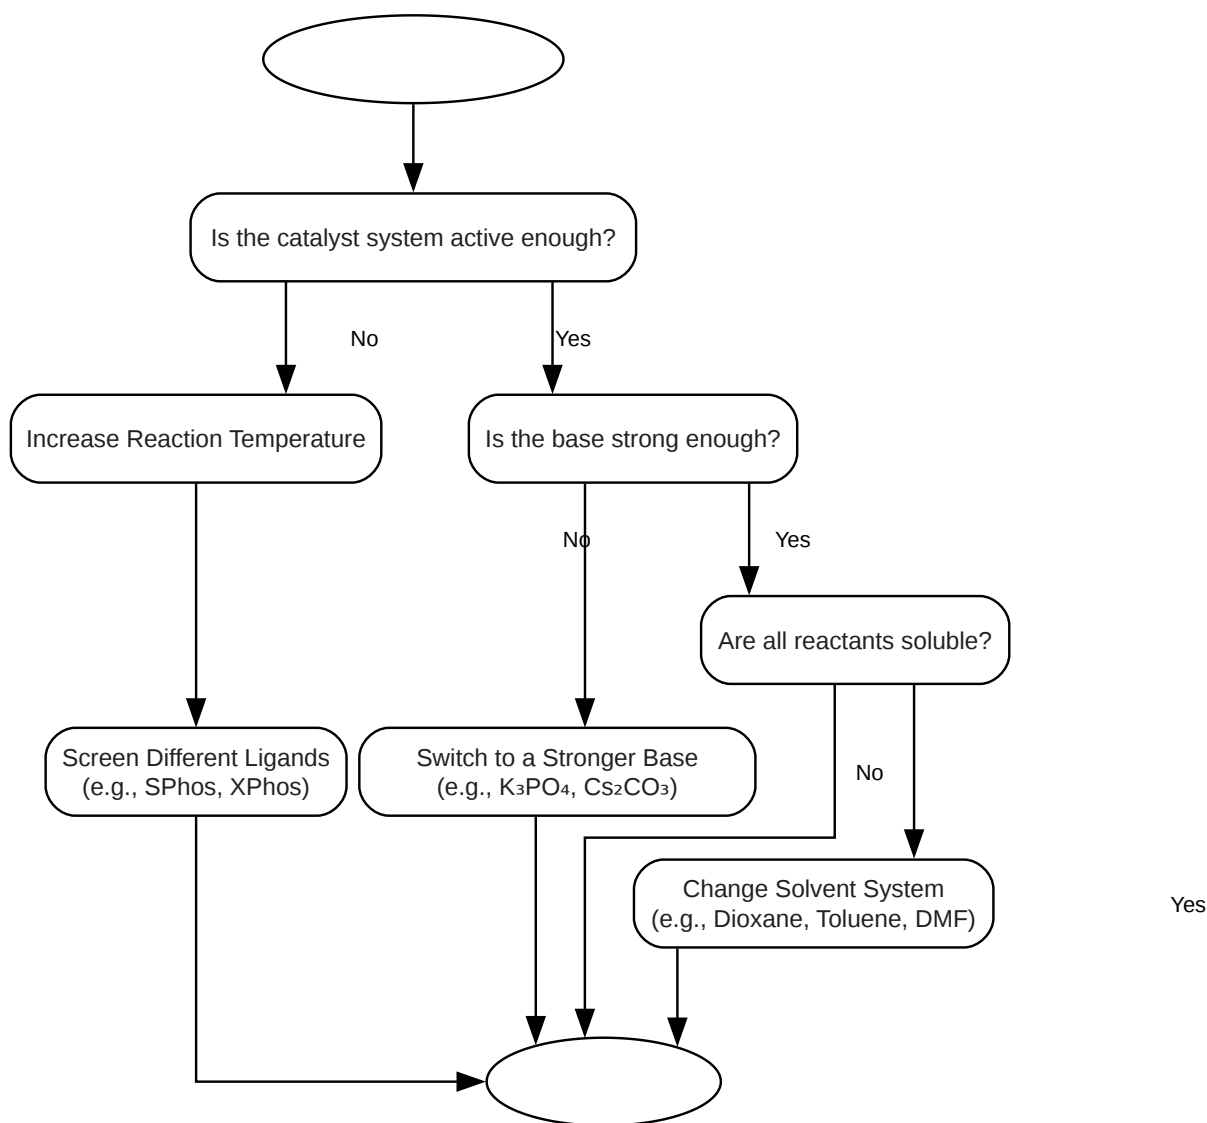 Is the catalyst system active enough?
No
Yes
Increase Reaction Temperature
Is the base strong enough?
No
Yes
Are all reactants soluble?
Screen Different Ligands
(e.g., SPhos, XPhos)
Switch to a Stronger Base
(e.g., K₃PO₄, Cs₂CO₃)
No
Change Solvent System
(e.g., Dioxane, Toluene, DMF)
Yes